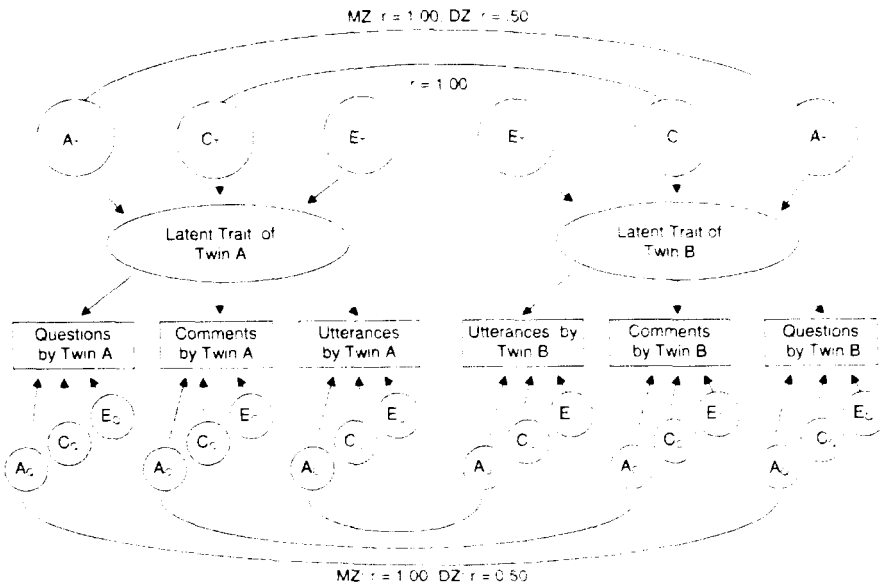 MZ: r = 1.00, DZ: r = .50
r = 1.00
A C E E C A
Latent Trait of
Twin A
Latent Trait of
Twin B
Questions
by Twin A
Comments
by Twin A
Utterances
by Twin A
Utterances by
Twin B
Comments
by Twin B
Questions
by Twin B
E E E E E E
C C C C C C
A A A A A A
MZ: r = 1.00, DZ: r = 0.50